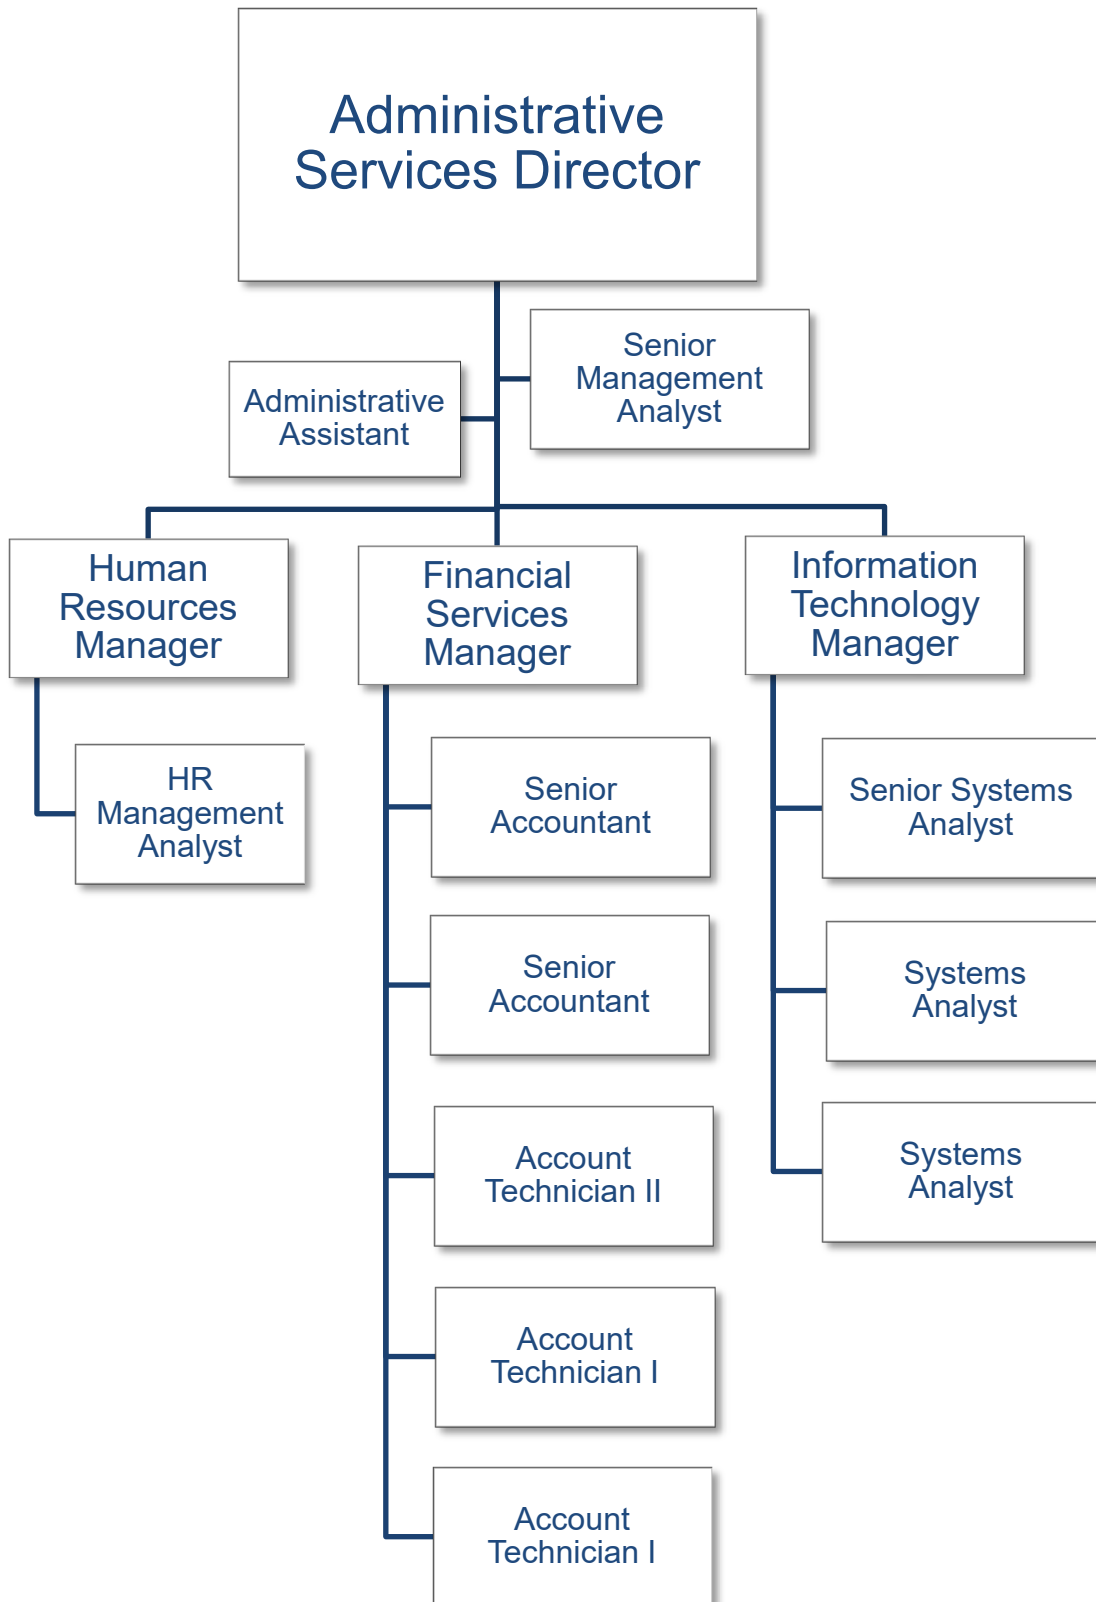 Administrative
Services Director
Senior
Management
Analyst
Administrative
Assistant
Human
Resources
Manager
Financial
Services
Manager
Information
Technology
Manager
HR
Management
Analyst
Senior
Accountant
Senior
Accountant
Account
Technician II
Account
Technician I
Account
Technician I
Senior Systems
Analyst
Systems
Analyst
Systems
Analyst